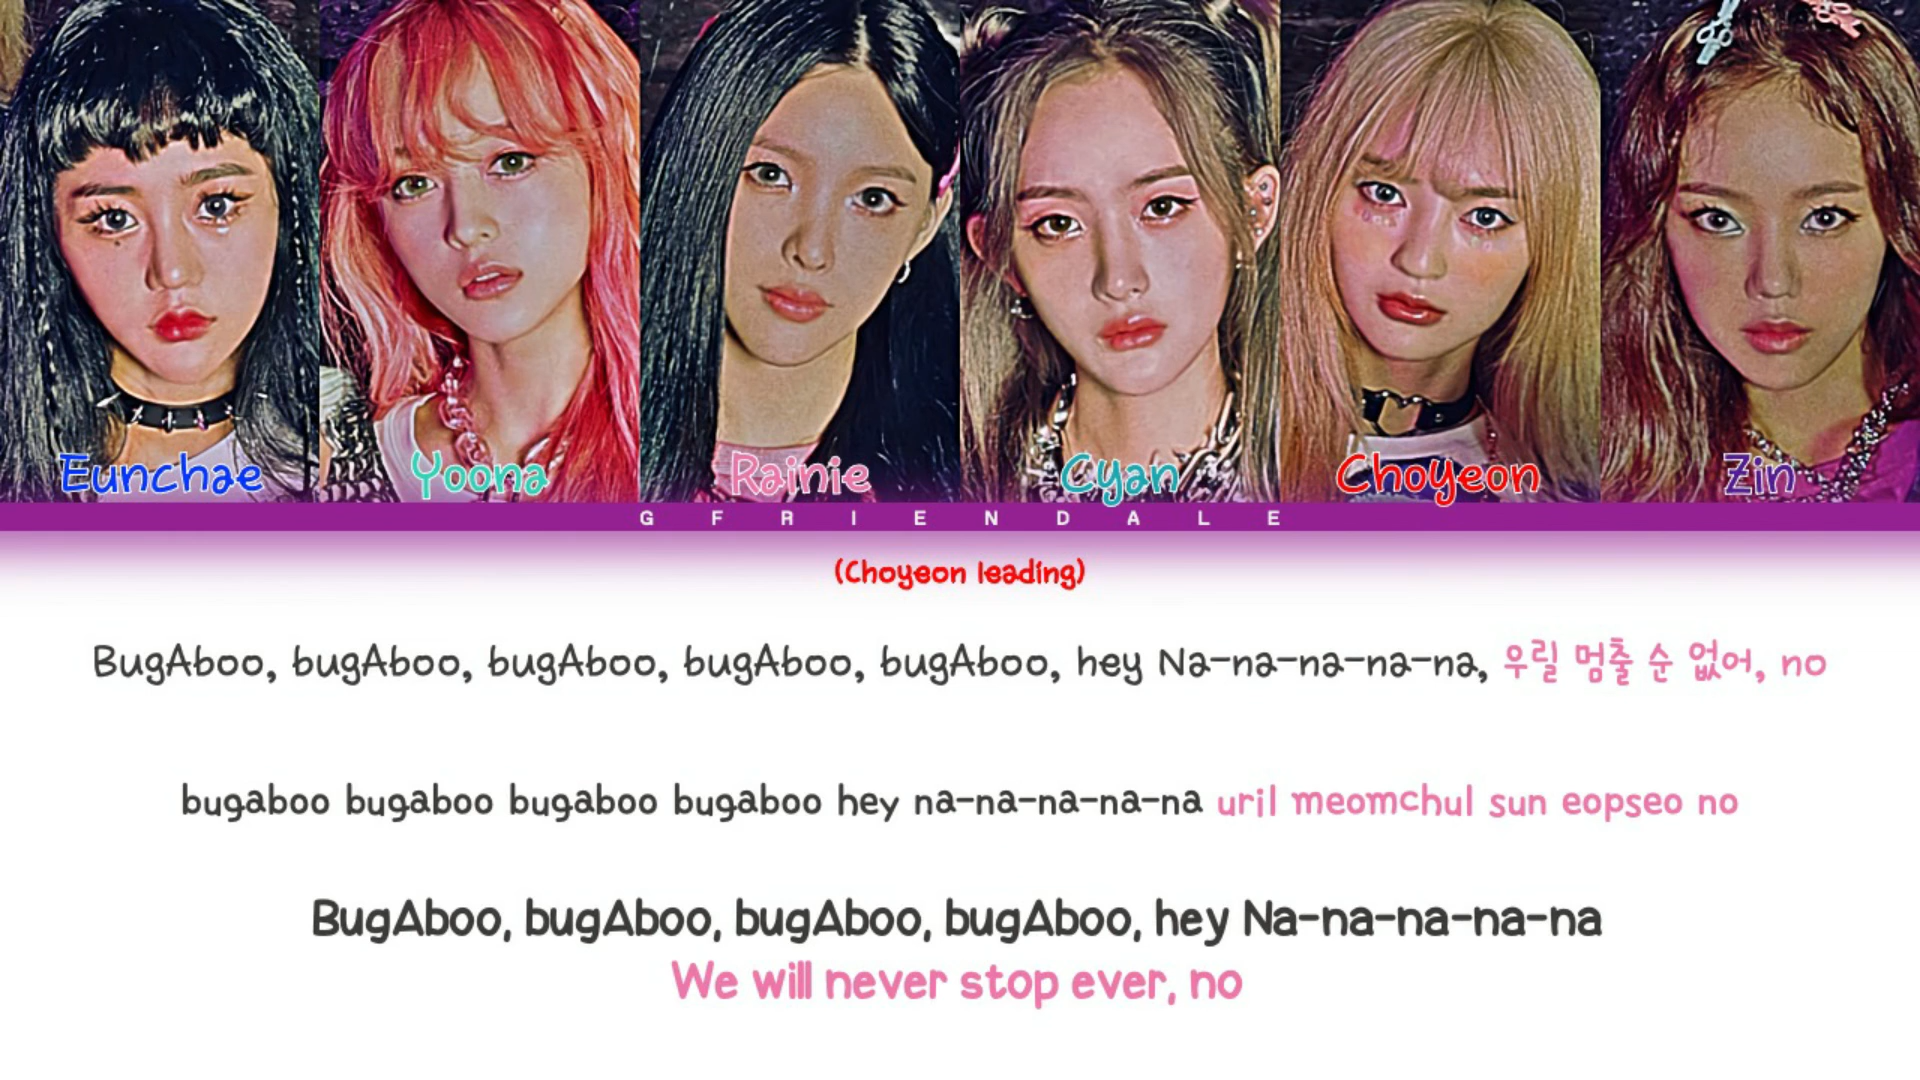 Eunchae Yoona Rainie Cyan Choyeon Zin
GFRIENDALE
(Choyeon leading)
BugAboo, bugAboo, bugAboo, bugAboo, bugAboo, hey Na-na-na-na-na, 우릴 멈출 순 없어, no
bugaboo bugaboo bugaboo bugaboo hey na-na-na-na-na uril meomchul sun eopseo no
BugAboo, bugAboo, bugAboo, bugAboo, hey Na-na-na-na-na
We will never stop ever, no